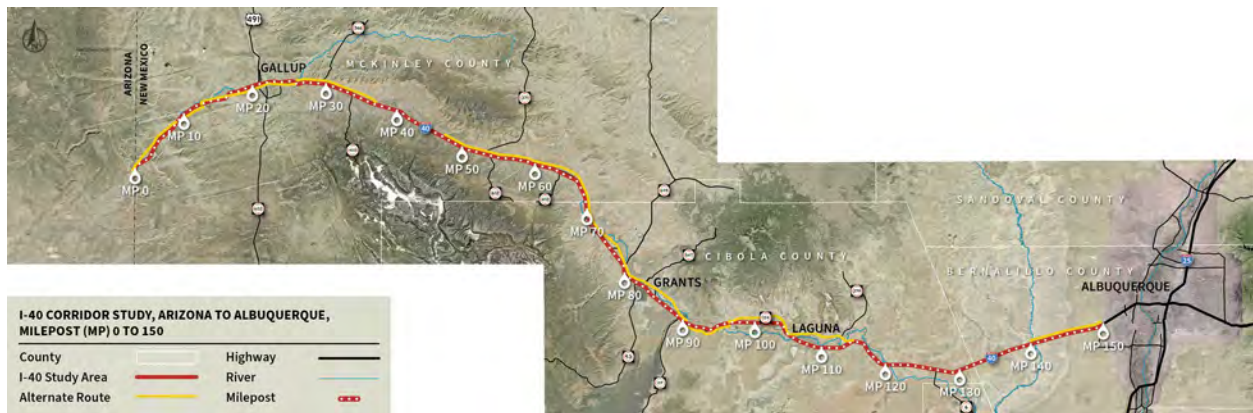 491
ARIZONA
NEW MEXICO
GALLUP
MCKINLEY COUNTY
MP 0
MP 10
MP 20
MP 30
MP 40
40
MP 50
MP 60
MP 70
MP 80
GRANTS
CIBOLA COUNTY
SANDOVAL COUNTY
BERNALILLO COUNTY
25
ALBUQUERQUE
MP 90
MP 100
LAGUNA
MP 110
MP 120
MP 130
40
MP 140
MP 150
I-40 CORRIDOR STUDY, ARIZONA TO ALBUQUERQUE,
MILEPOST (MP) 0 TO 150
County
Highway
I-40 Study Area
River
Alternate Route
Milepost